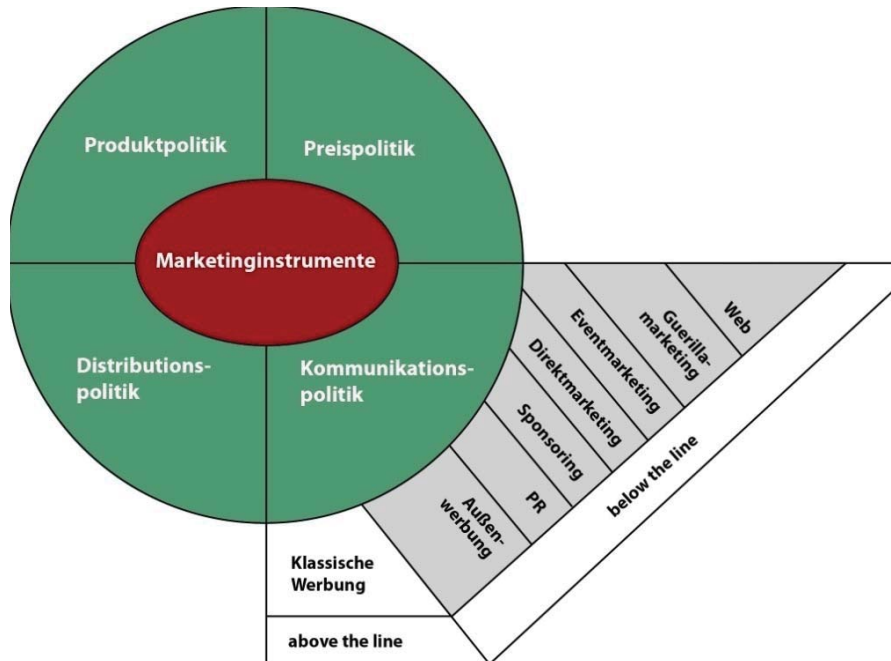 Produktpolitik
Preispolitik
Marketinginstrumente
Distributions-
politik
Kommunikations-
politik
Web
Guerilla-
marketing
Eventmarketing
Direktmarketing
Sponsoring
PR
Außen-
werbung
below the line
Klassische
Werbung
above the line